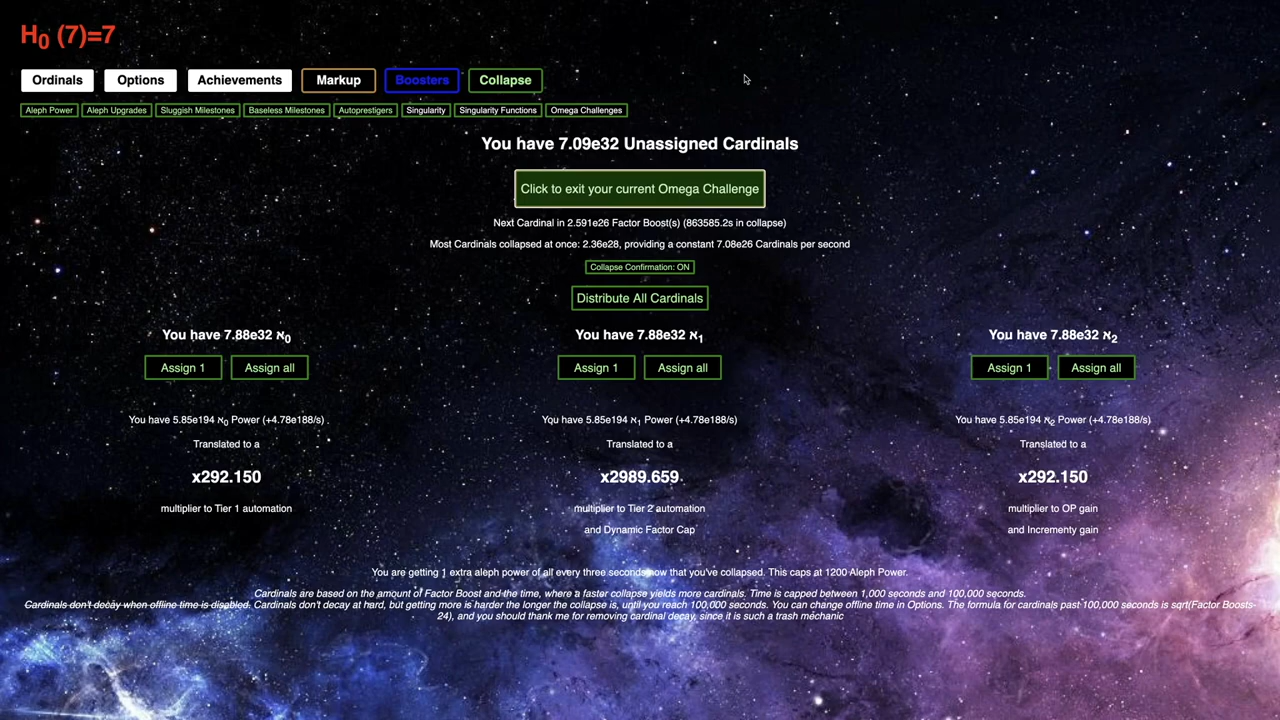 H₀ (7)=7
Ordinals Options Achievements Markup Boosters Collapse
Aleph Power Aleph Upgrades Sluggish Milestones Baseless Milestones Autoprestigers Singularity Singularity Functions Omega Challenges
You have 7.09e32 Unassigned Cardinals
Click to exit your current Omega Challenge
Next Cardinal in 2.591e26 Factor Boost(s) (863585.2s in collapse)
Most Cardinals collapsed at once: 2.36e28, providing a constant 7.08e26 Cardinals per second
Collapse Confirmation: ON
Distribute All Cardinals
You have 7.88e32 ℵ₀ You have 7.88e32 ℵ₁ You have 7.88e32 ℵ₂
Assign 1 Assign all Assign 1 Assign all Assign 1 Assign all
You have 5.85e194 ℵ₀ Power (+4.78e188/s) You have 5.85e194 ℵ₁ Power (+4.78e188/s) You have 5.85e194 ℵ₂ Power (+4.78e188/s)
Translated to a Translated to a Translated to a
x292.150 x2989.659 x292.150
multiplier to Tier 1 automation multiplier to Tier 2 automation multiplier to OP gain
and Dynamic Factor Cap and Incrementy gain
You are getting 1 extra aleph power of all every three seconds now that you've collapsed. This caps at 1200 Aleph Power.
Cardinals are based on the amount of Factor Boost and the time, where a faster collapse yields more cardinals. Time is capped between 1,000 seconds and 100,000 seconds.
Cardinals don't decay when offline time is disabled. Cardinals don't decay at hard, but getting more is harder the longer the collapse is, until you reach 100,000 seconds. You can change offline time in Options. The formula for cardinals past 100,000 seconds is sqrt(Factor Boosts-
24), and you should thank me for removing cardinal decay, since it is such a trash mechanic